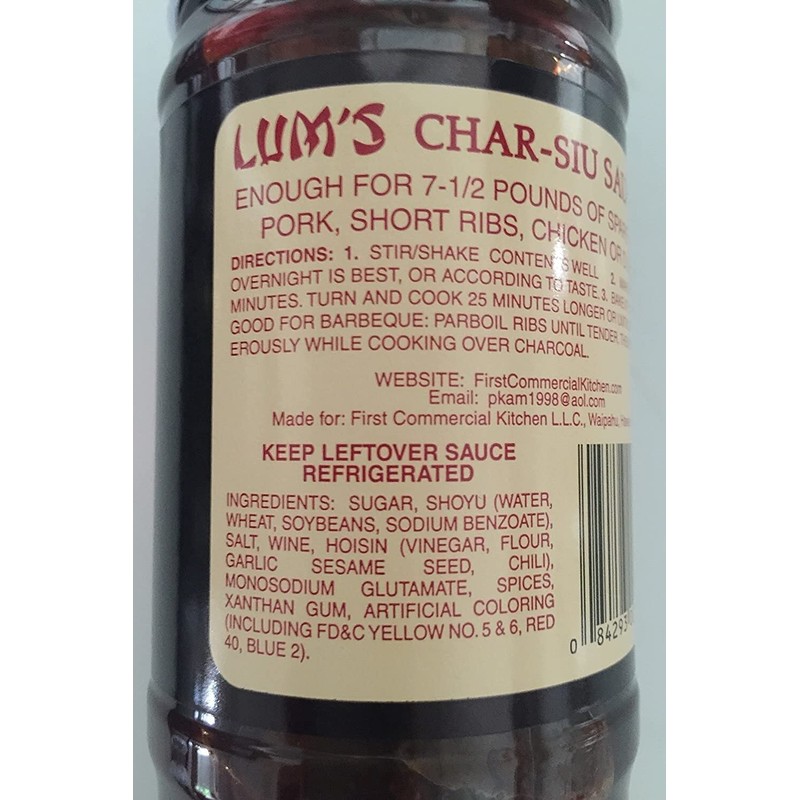 LUM'S CHAR-SIU
ENOUGH FOR 7-1/2 POUNDS OF
PORK, SHORT RIBS, CHICKEN OR
DIRECTIONS: 1. STIR/SHAKE CONTENTS WELL 2.
OVERNIGHT IS BEST, OR ACCORDING TO TASTE. 3.
MINUTES. TURN AND COOK 25 MINUTES LONGER OR
GOOD FOR BARBEQUE: PARBOIL RIBS UNTIL TENDER,
EROUSLY WHILE COOKING OVER CHARCOAL.
WEBSITE: FirstCommercialKitchen.com
Email: pkam1998@aol.com
Made for: First Commercial Kitchen L.L.C., Waipahu,
KEEP LEFTOVER SAUCE
REFRIGERATED
INGREDIENTS: SUGAR, SHOYU (WATER,
WHEAT, SOYBEANS, SODIUM BENZOATE),
SALT, WINE, HOISIN (VINEGAR, FLOUR,
GARLIC SESAME SEED, CHILI),
MONOSODIUM GLUTAMATE, SPICES,
XANTHAN GUM, ARTIFICIAL COLORING
(INCLUDING FD&C YELLOW NO. 5 & 6, RED
40, BLUE 2).
0 84293